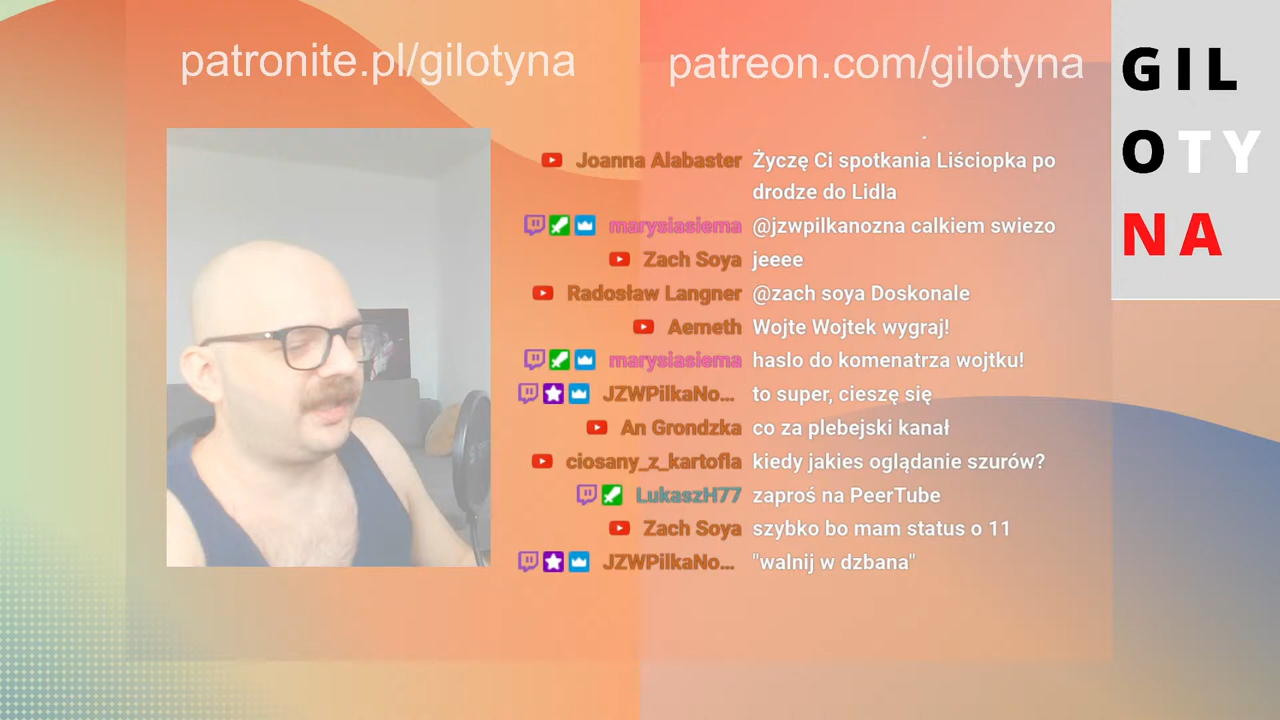 patronite.pl/gilotyna
patreon.com/gilotyna
GIL
OTY
NA
Joanna Alabaster Życzę Ci spotkania Liściopka po
drodze do Lidla
marysiasiema @jzwpilkanozna calkiem swiezo
Zach Soya jeeee
Radosław Langner @zach soya Doskonale
Aemeth Wojte Wojtek wygraj!
marysiasiema haslo do komenatrza wojtku!
JZWPilkaNo... to super, cieszę się
An Grondzka co za plebejski kanał
ciosany_z_kartofla kiedy jakies oglądanie szurów?
LukaszH77 zaproś na PeerTube
Zach Soya szybko bo mam status o 11
JZWPilkaNo... "walnij w dzbana"